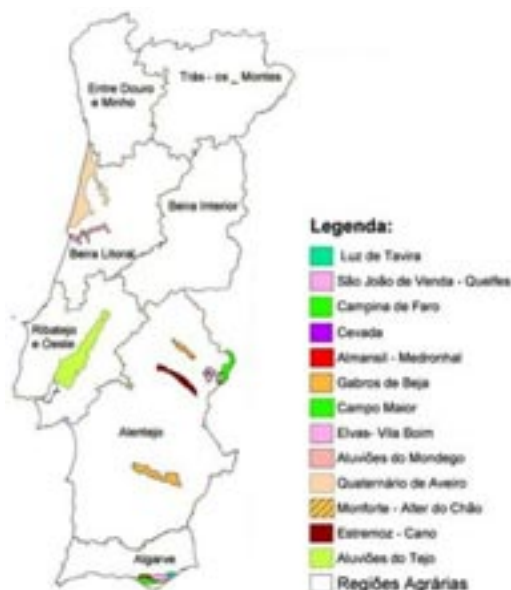 Entre Douro
e Minho
Trás - os _ Montes
Beira Interior
Beira Litoral
Ribatejo
e Oeste
Alentejo
Algarve
Legenda:
Luz de Tavira
São João de Venda - Quelfes
Campina de Faro
Cevada
Almansil - Medronhal
Gabros de Beja
Campo Maior
Elvas- Vila Boim
Aluviões do Mondego
Quaternário de Aveiro
Monforte - Alter do Chão
Estremoz - Cano
Aluviões do Tejo
Regiões Agrárias